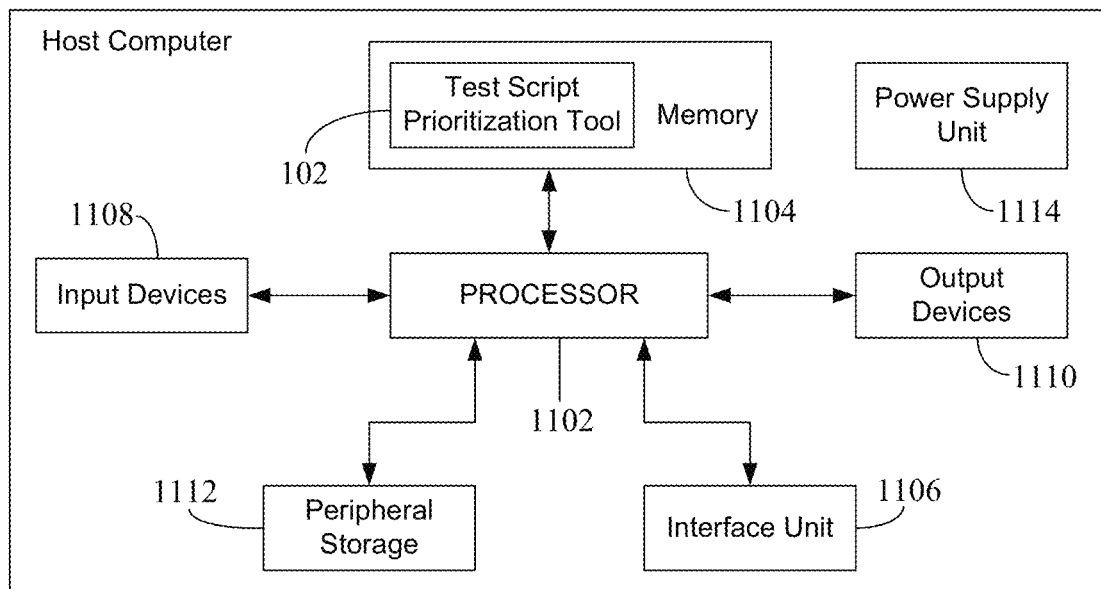 Host Computer
Test Script
Prioritization Tool
Memory
102
1104
Power Supply
Unit
1114
1108
Input Devices
PROCESSOR
1102
Output
Devices
1110
1112
Peripheral
Storage
1106
Interface Unit